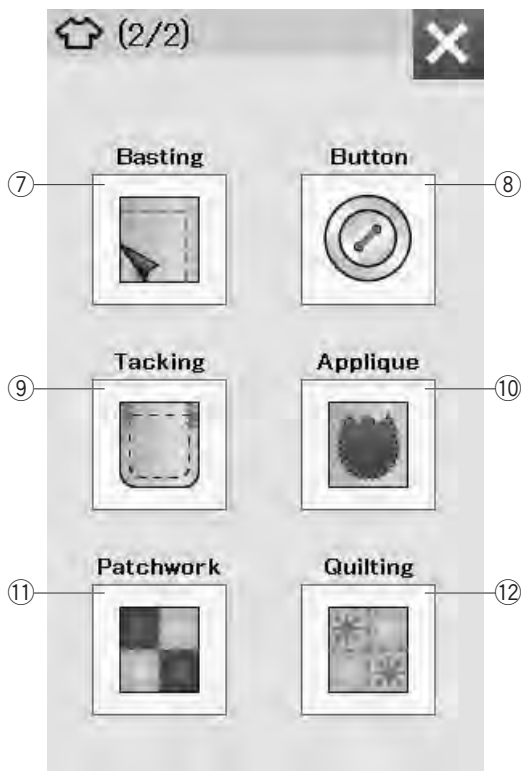 (2/2)
Basting Button
⑦ ⑧
Tacking Applique
⑨ ⑩
Patchwork Quilting
⑪ ⑫